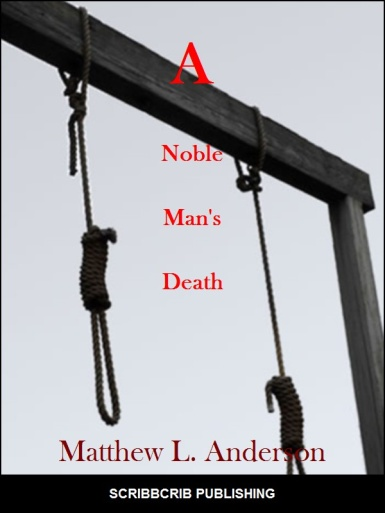 A
Noble
Man's
Death
Matthew L. Anderson
SCRIBBCRIB PUBLISHING